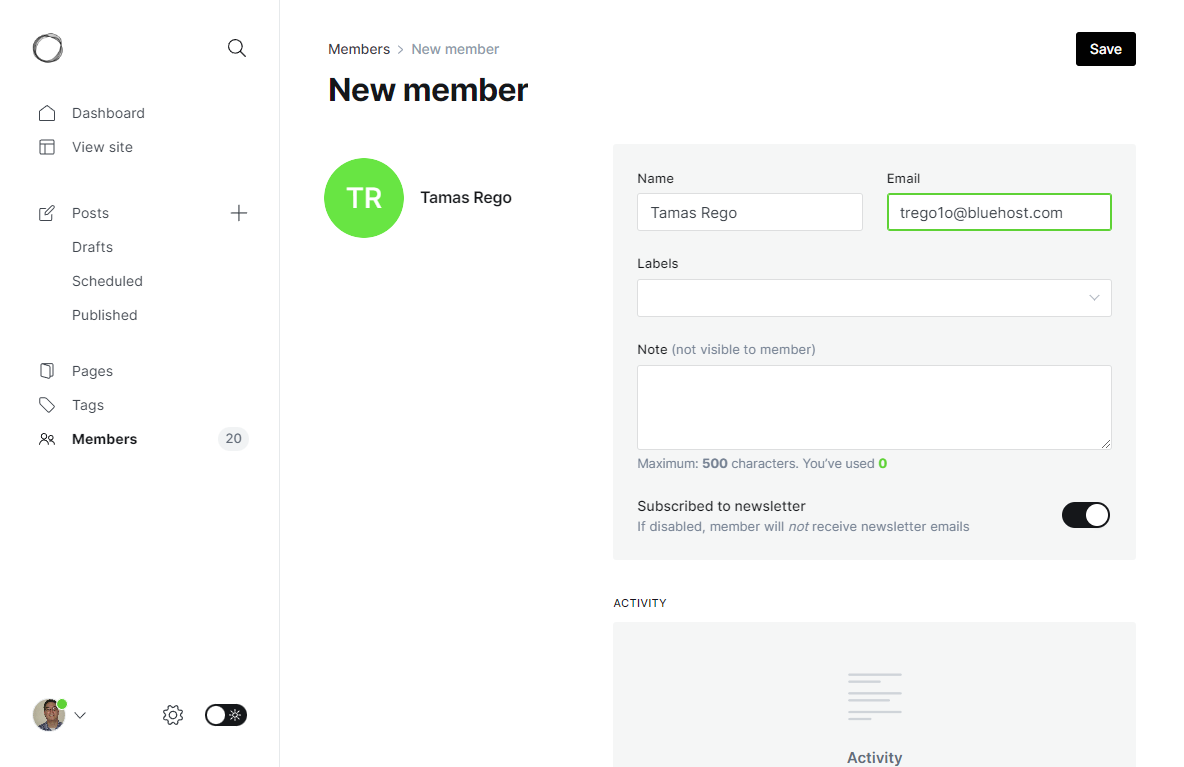 Members > New member
Save
New member
Dashboard
View site
Posts
Drafts
Scheduled
Published
Pages
Tags
Members 20
TR
Tamas Rego
Name
Tamas Rego
Email
trego1o@bluehost.com
Labels
Note (not visible to member)
Maximum: 500 characters. You've used 0
Subscribed to newsletter
If disabled, member will not receive newsletter emails
ACTIVITY
Activity